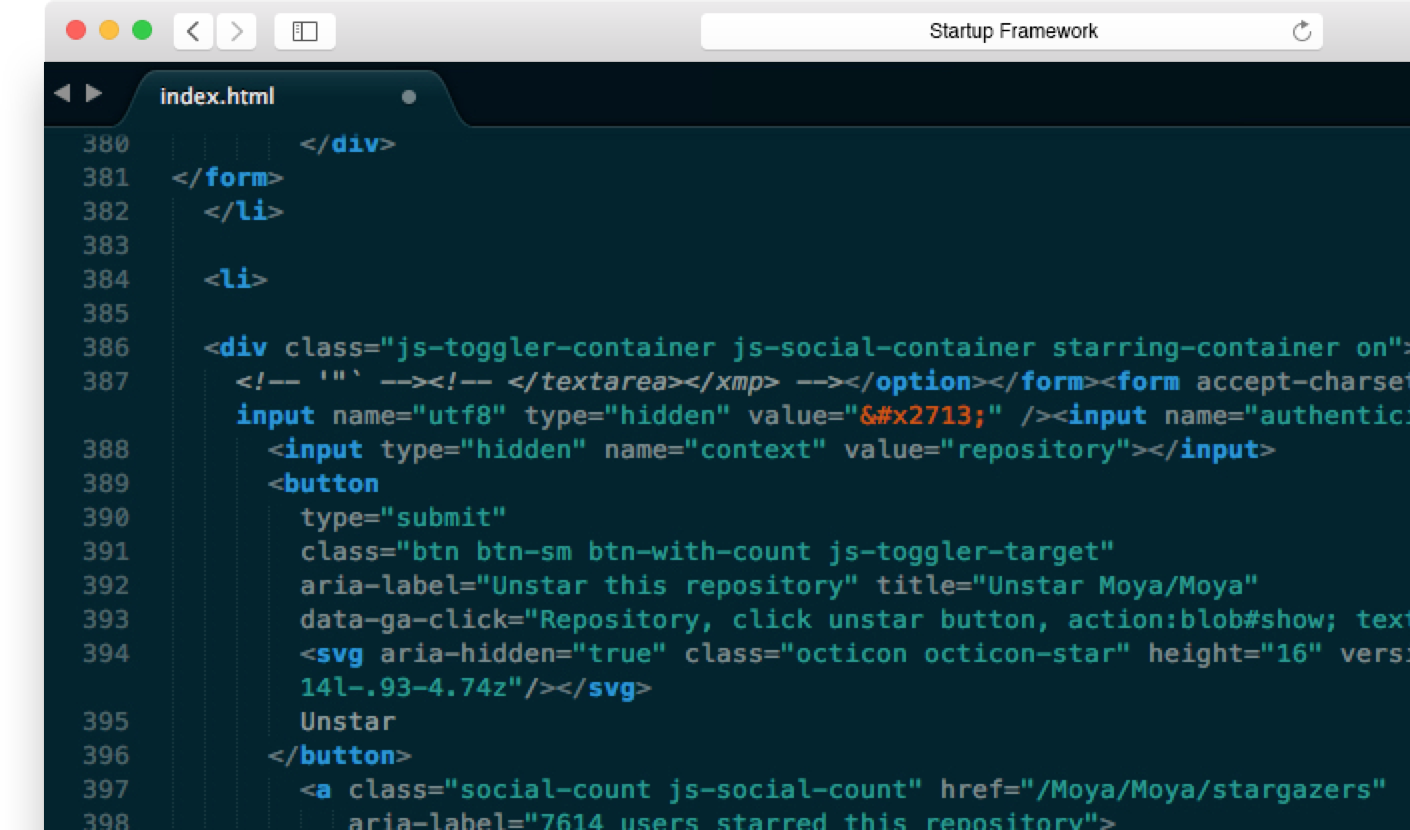 Startup Framework
index.html
380 </div>
381 </form>
382 </li>
383
384 <li>
385
386 <div class="js-toggler-container js-social-container starring-container on">
387 <!-- '"` --><!-- </textarea></xmp> --></option></form><form accept-charset
input name="utf8" type="hidden" value="&#x2713;" /><input name="authentici
388 <input type="hidden" name="context" value="repository"></input>
389 <button
390 type="submit"
391 class="btn btn-sm btn-with-count js-toggler-target"
392 aria-label="Unstar this repository" title="Unstar Moya/Moya"
393 data-ga-click="Repository, click unstar button, action:blob#show; text
394 <svg aria-hidden="true" class="octicon octicon-star" height="16" versi
14l-.93-4.74z"/></svg>
395 Unstar
396 </button>
397 <a class="social-count js-social-count" href="/Moya/Moya/stargazers"
398 aria-label="7614 users starred this repository">